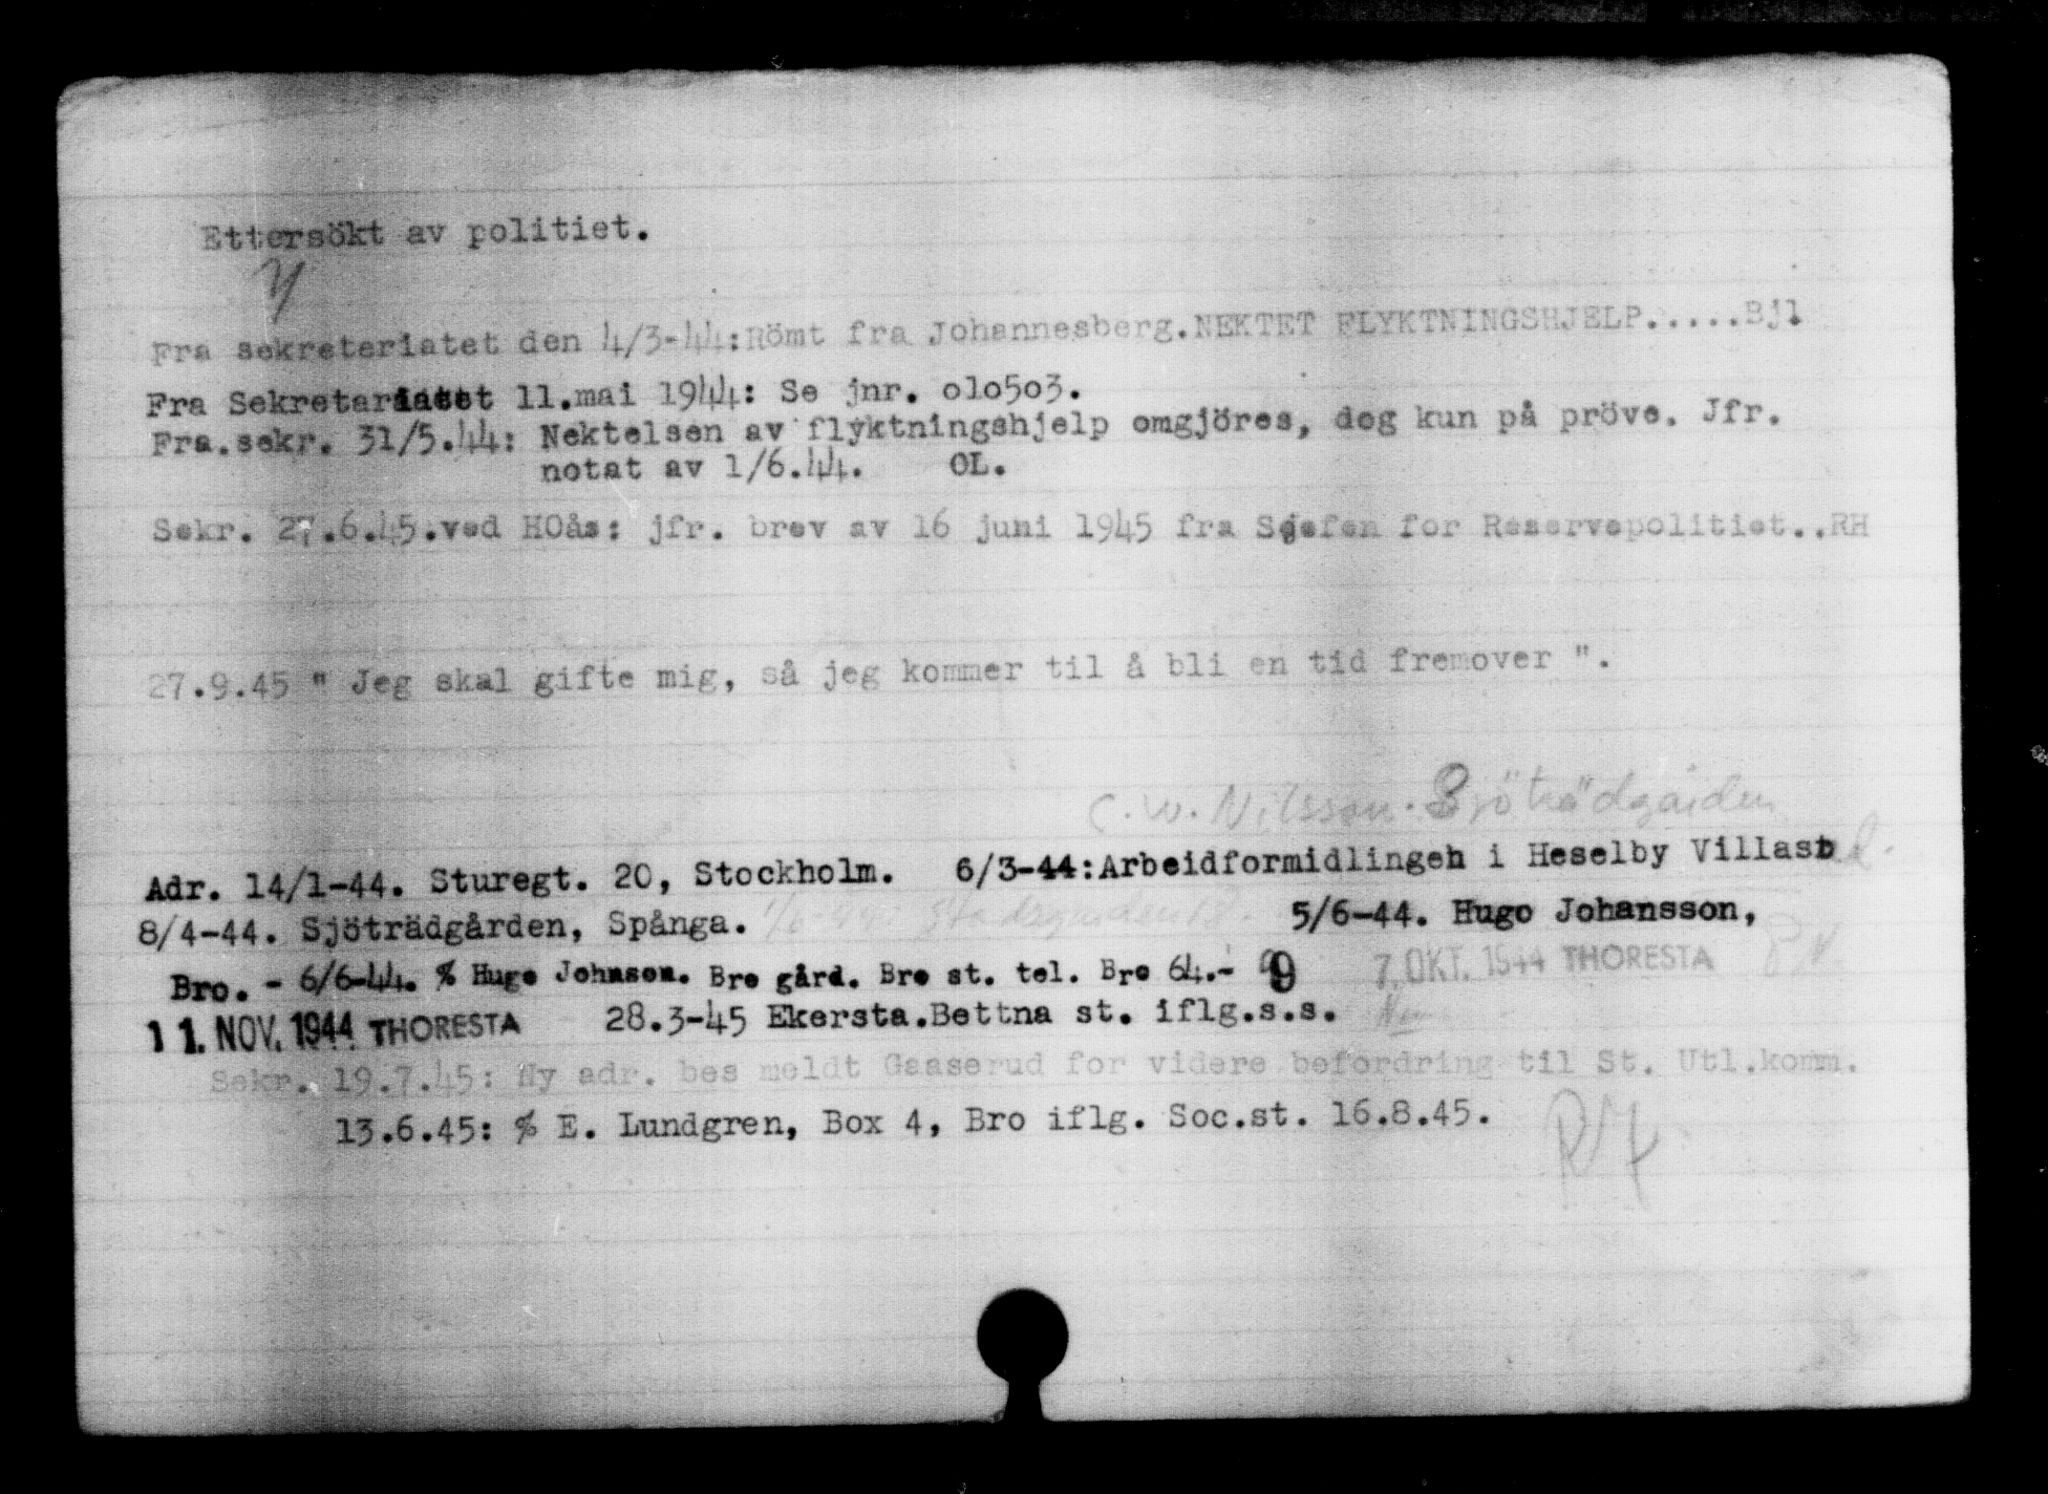 Ettersökt av politiet.
Fra sekreteriatet den 4/3-44:Römt fra Johannesberg.NEKTET FLYKTNINGSHJELP.....Bjl
Fra Sekretariatet 11.mai 1944: Se jnr. olo5o3.
Fra.sekr. 31/5.44: Nektelsen av flyktningshjelp omgjöres, dog kun på pröve. Jfr.
notat av 1/6.44. OL.
Sekr. 27.6.45.ved HOås: jfr. brev av 16 juni 1945 fra Sjefen for Reservepolitiet..RH
27.9.45 " Jeg skal gifte mig, så jeg kommer til å bli en tid fremover ".
C.W. Nilsson. Sjöträdgården
Adr. 14/1-44. Sturegt. 20, Stockholm. 6/3-44:Arbeidformidlingen i Heselby Villast
8/4-44. Sjöträdgården, Spånga. 5/6-44. Hugo Johansson,
Bro. - 6/6-44. % Hugo Johnson. Bro gård. Bro st. tel. Bro 64.- 9 7. OKT. 1944 THORESTA
11. NOV. 1944 THORESTA 28.3-45 Ekersta.Bettna st. iflg.s.s.
Sekr. 19.7.45: Ny adr. bes meldt Gaaserud for videre befordring til St. Utl.komm.
13.6.45: % E. Lundgren, Box 4, Bro iflg. Soc.st. 16.8.45.